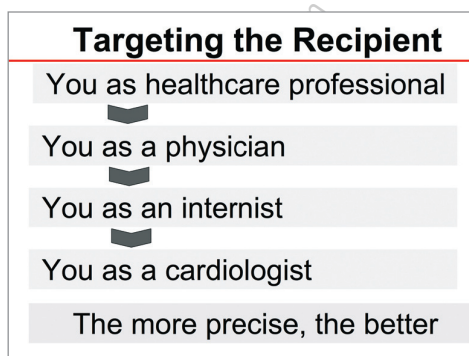 Targeting the Recipient
You as healthcare professional
You as a physician
You as an internist
You as a cardiologist
The more precise, the better